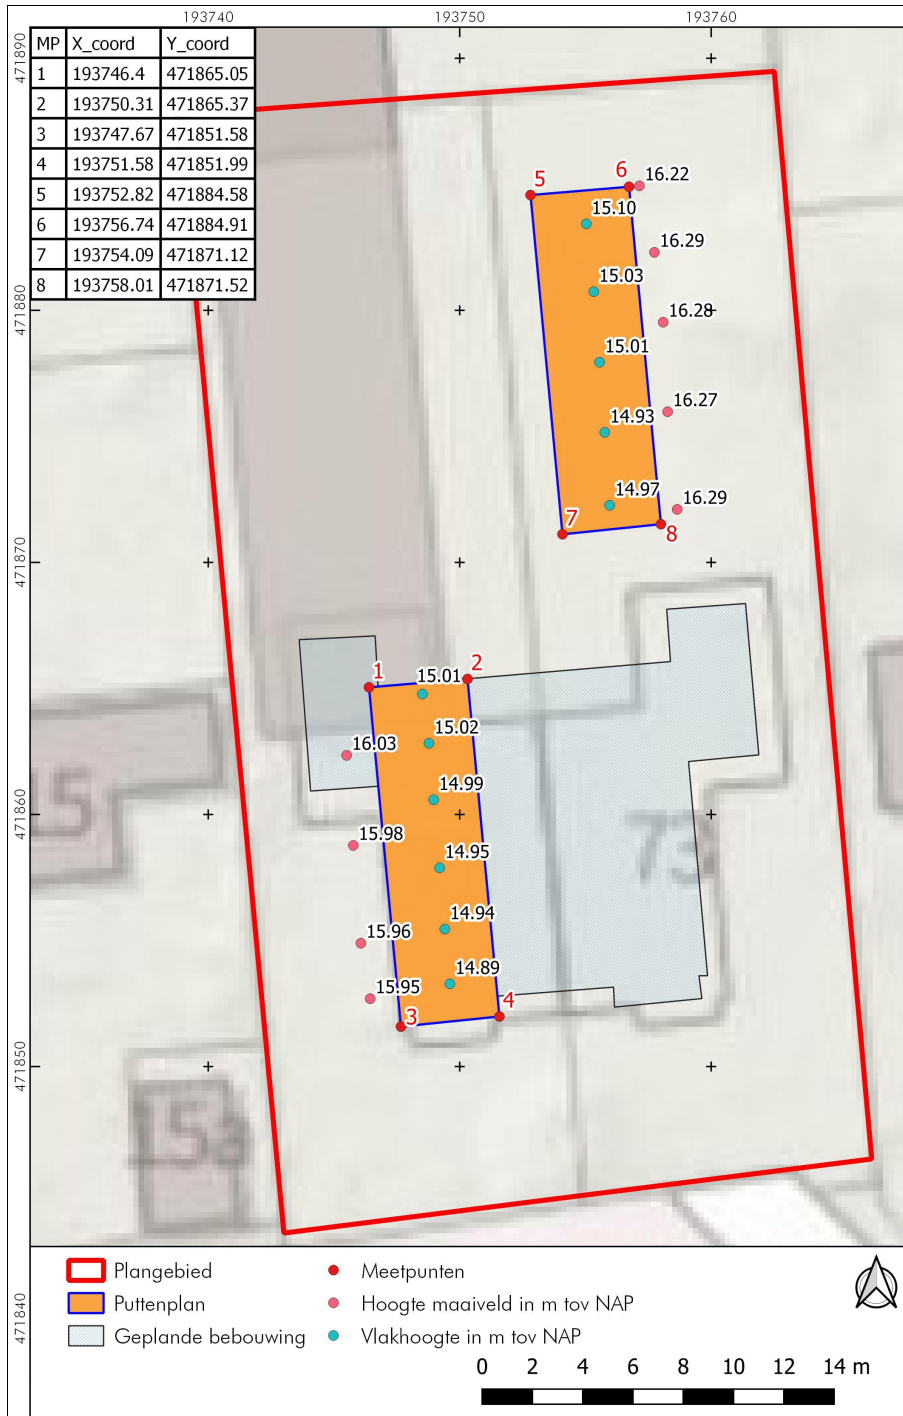 193740 193750 193760
471890
MP X_coord Y_coord
1 193746.4 471865.05
2 193750.31 471865.37
3 193747.67 471851.58
4 193751.58 471851.99
5 193752.82 471884.58
6 193756.74 471884.91
7 193754.09 471871.12
8 193758.01 471871.52
5 6 16.22
15.10
16.29
15.03
471880
16.28
15.01
16.27
14.93
14.97 16.29
7 8
471870
1 2
15.01
15.02
16.03
14.99
15
471860
15.98
73
14.95
14.94
15.96
14.89
15.95
3 4
471850
15a
Plangebied
Meetpunten
Puttenplan
Hoogte maaiveld in m tov NAP
471840
Geplande bebouwing
Vlakhoogte in m tov NAP
0 2 4 6 8 10 12 14 m